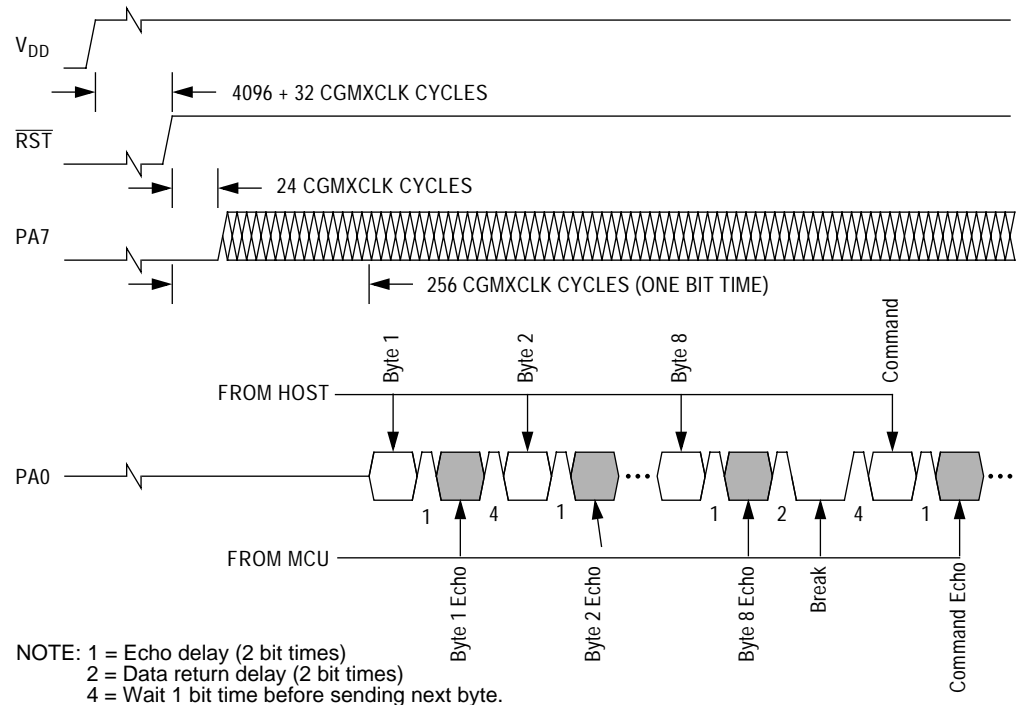 VDD
4096 + 32 CGMXCLK CYCLES
RST
24 CGMXCLK CYCLES
PA7
256 CGMXCLK CYCLES (ONE BIT TIME)
Byte 1
Byte 2
Byte 8
Command
FROM HOST
PA0
1
4
1
1
2
4
1
FROM MCU
Byte 1 Echo
Byte 2 Echo
Byte 8 Echo
Break
Command Echo
NOTE: 1 = Echo delay (2 bit times)
2 = Data return delay (2 bit times)
4 = Wait 1 bit time before sending next byte.